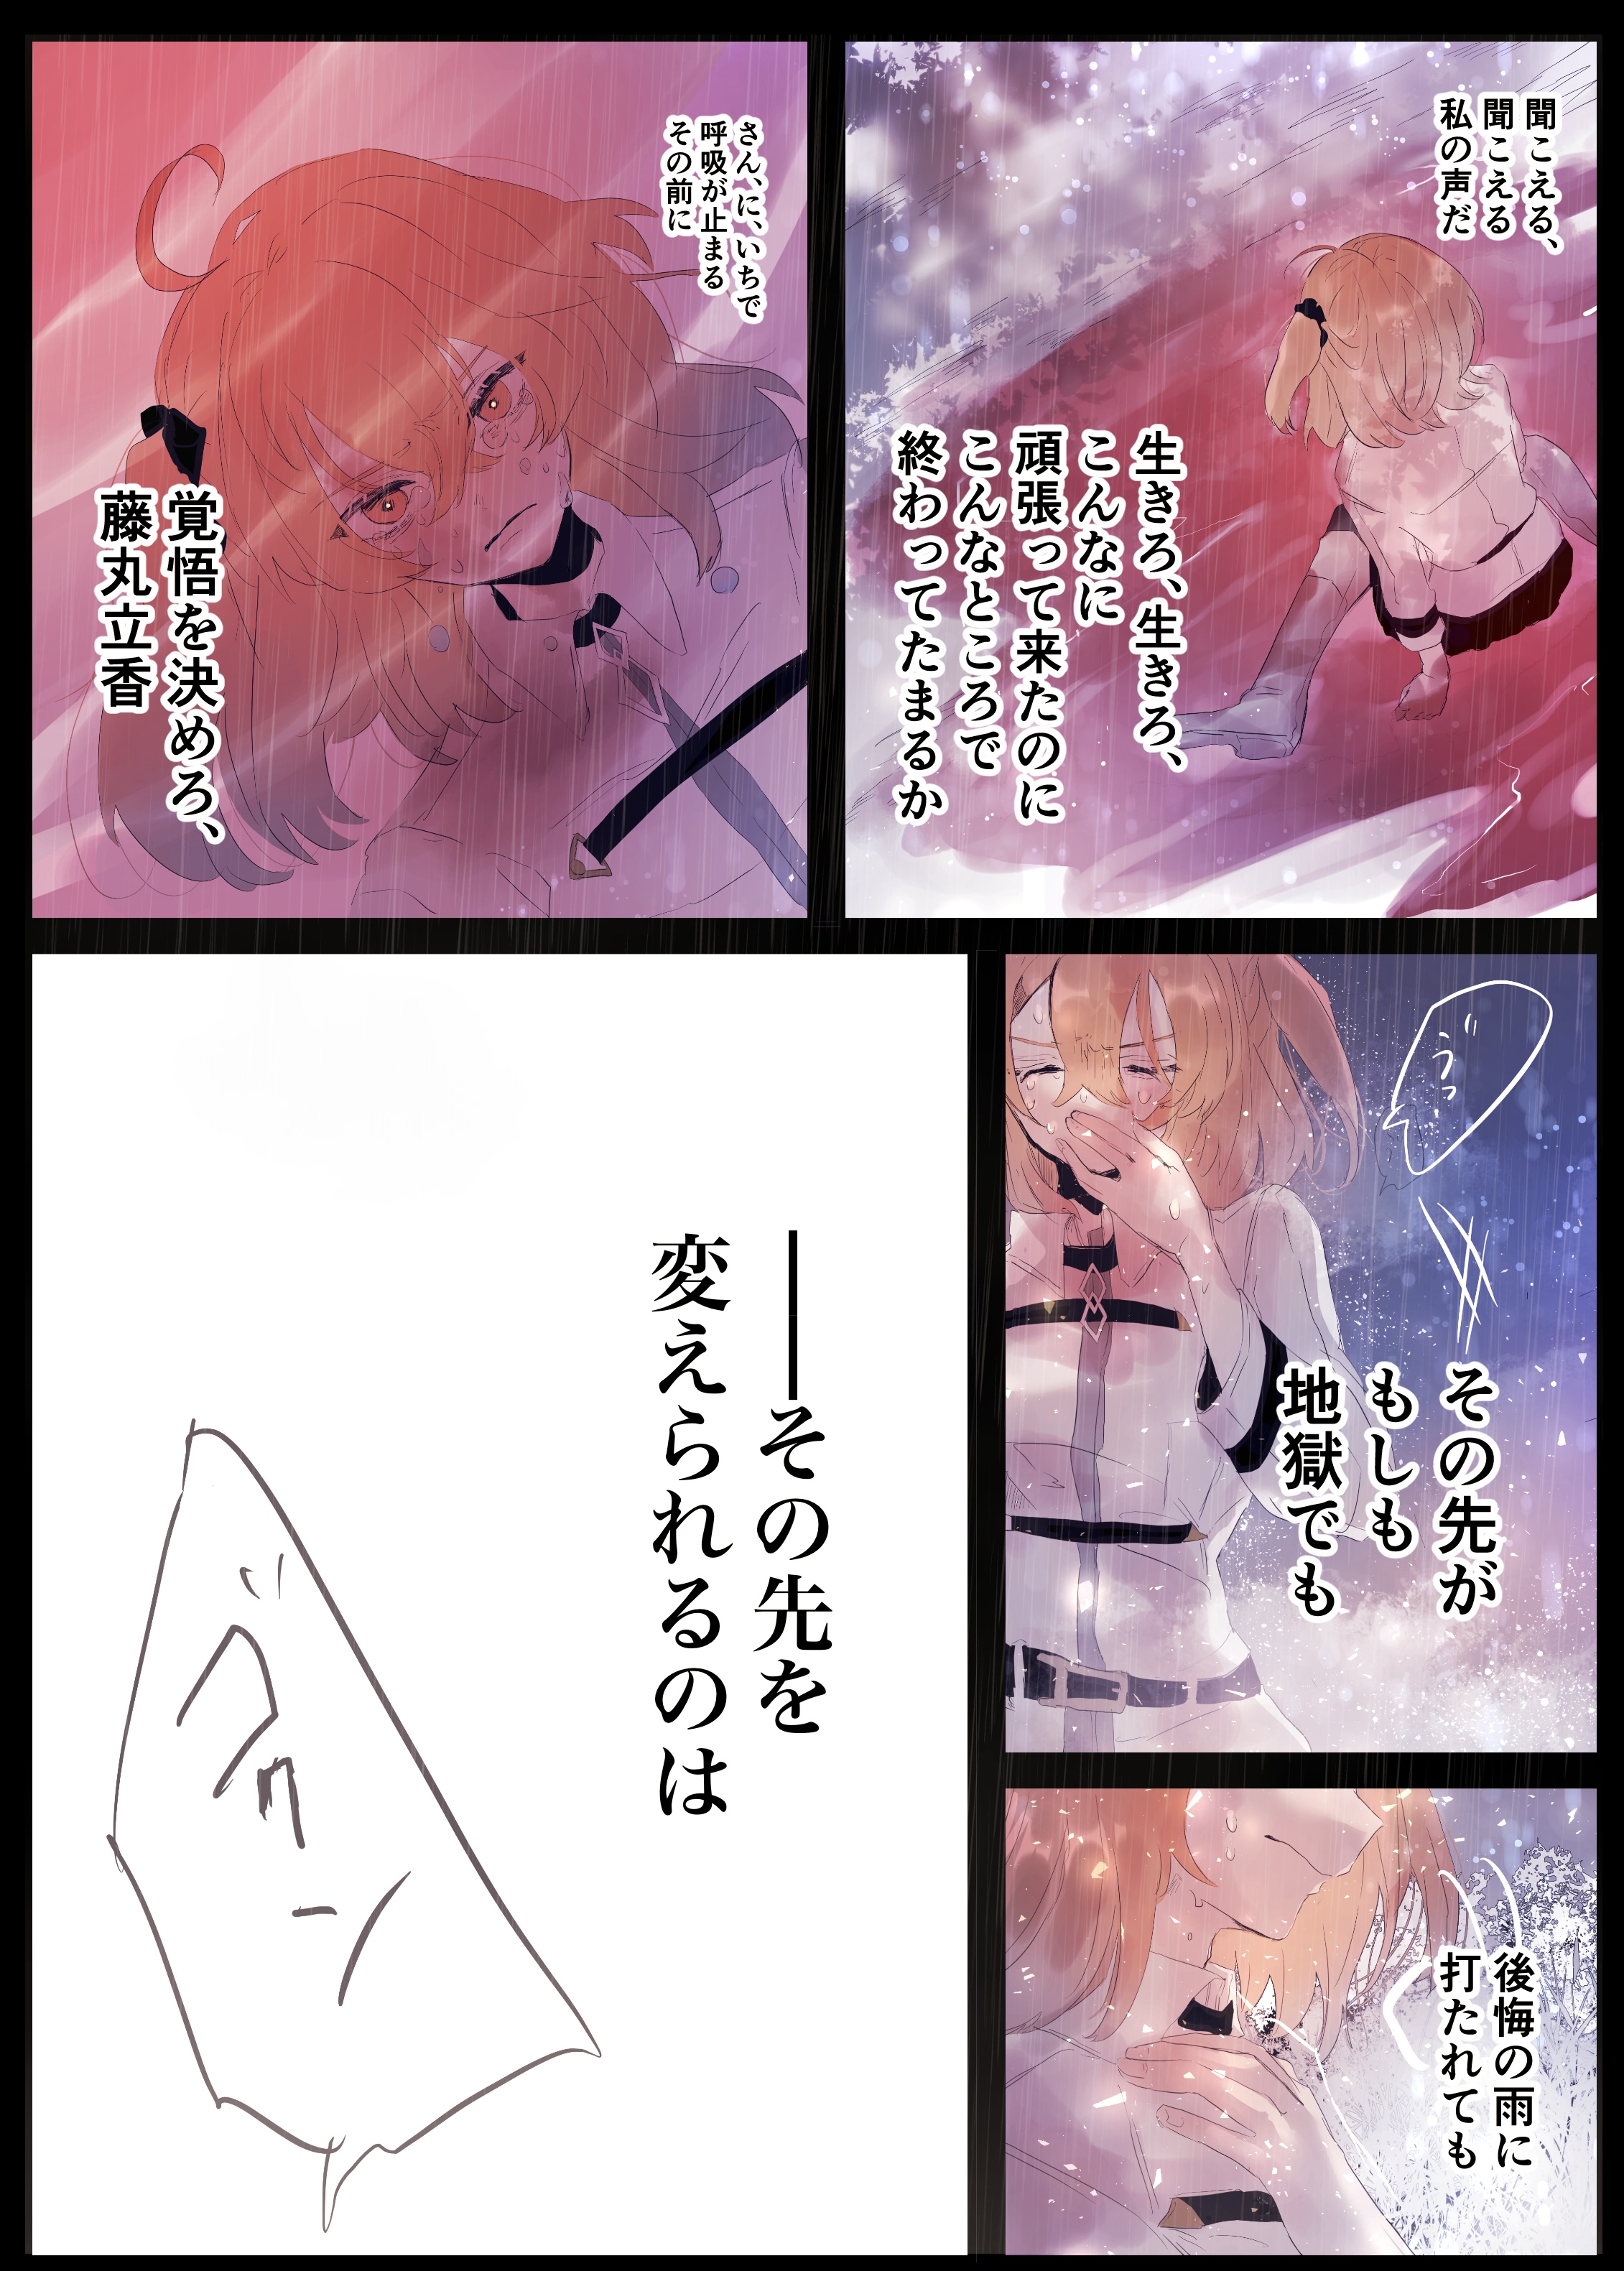 聞こえる、
聞こえる
私の声だ
生きろ、生きろ、
こんなに
頑張って来たのに
こんなところで
終わってたまるか
さん、に、いちで
呼吸が止まる
その前に
覚悟を決めろ、
藤丸立香
ゔっ
その先が
もしも
地獄でも
後悔の雨に
打たれても
――その先を
変えられるのは